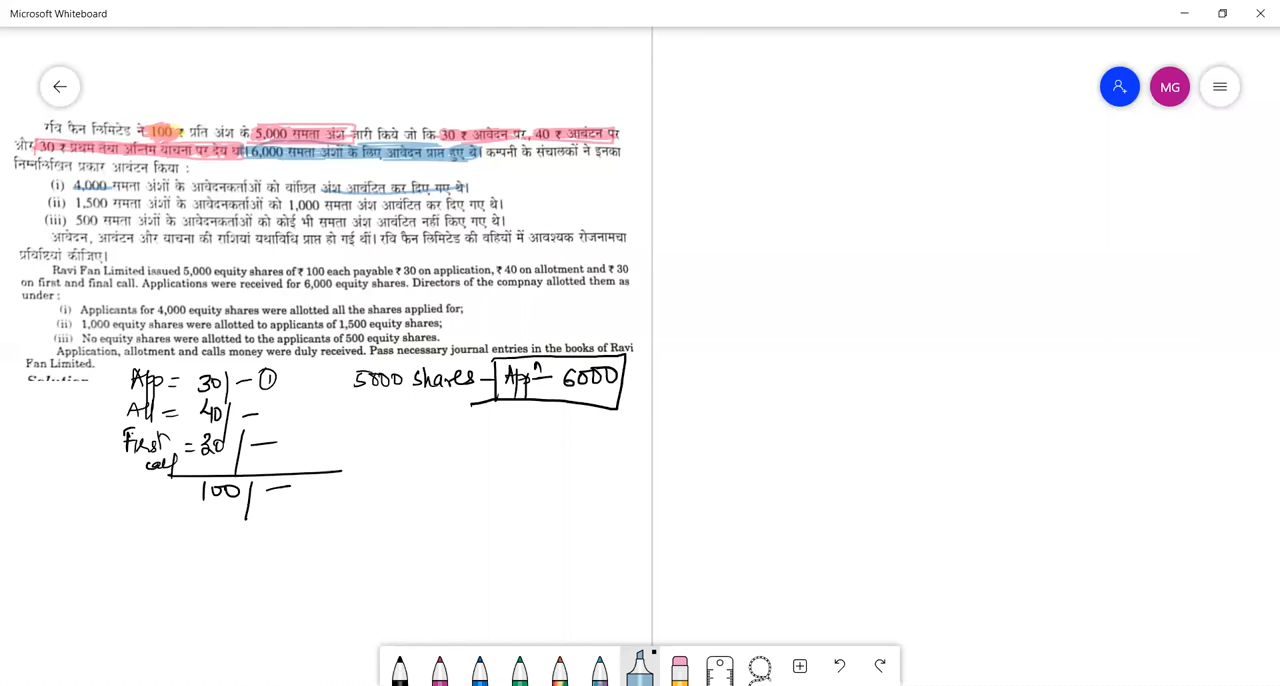 Microsoft Whiteboard
MG
रवि फैन लिमिटेड ने 100 ₹ प्रति अंश के 5,000 समता अंश जारी किये जो कि 30 ₹ आवेदन पर, 40 ₹ आबंटन पर
और 30 ₹ प्रथम तथा अन्तिम याचना पर देय थी। 6,000 समता अंशों के लिए आवेदन प्राप्त हुए थे। कम्पनी के संचालकों ने इनका
निम्नलिखित प्रकार आवंटन किया :
(i) 4,000 समता अंशों के आवेदनकर्ताओं को वांछित अंश आवंटित कर दिए गए थे।
(ii) 1,500 समता अंशों के आवेदनकर्ताओं को 1,000 समता अंश आवंटित कर दिए गए थे।
(iii) 500 समता अंशों के आवेदनकर्ताओं को कोई भी समता अंश आवंटित नहीं किए गए थे।
आवेदन, आवंटन और याचना की राशियां यथाविधि प्राप्त हो गई थीं। रवि फैन लिमिटेड की वहियों में आवश्यक रोजनामचा
प्रविष्टियां कीजिए।
Ravi Fan Limited issued 5,000 equity shares of ₹ 100 each payable ₹ 30 on application, ₹ 40 on allotment and ₹ 30
on first and final call. Applications were received for 6,000 equity shares. Directors of the compnay allotted them as
under :
(i) Applicants for 4,000 equity shares were allotted all the shares applied for;
(ii) 1,000 equity shares were allotted to applicants of 1,500 equity shares;
(iii) No equity shares were allotted to the applicants of 500 equity shares.
Application, allotment and calls money were duly received. Pass necessary journal entries in the books of Ravi
Fan Limited.
Solution
App = 30/- ① 5000 shares - Appn - 6000
All = 40/-
First call = 30/-
100/-